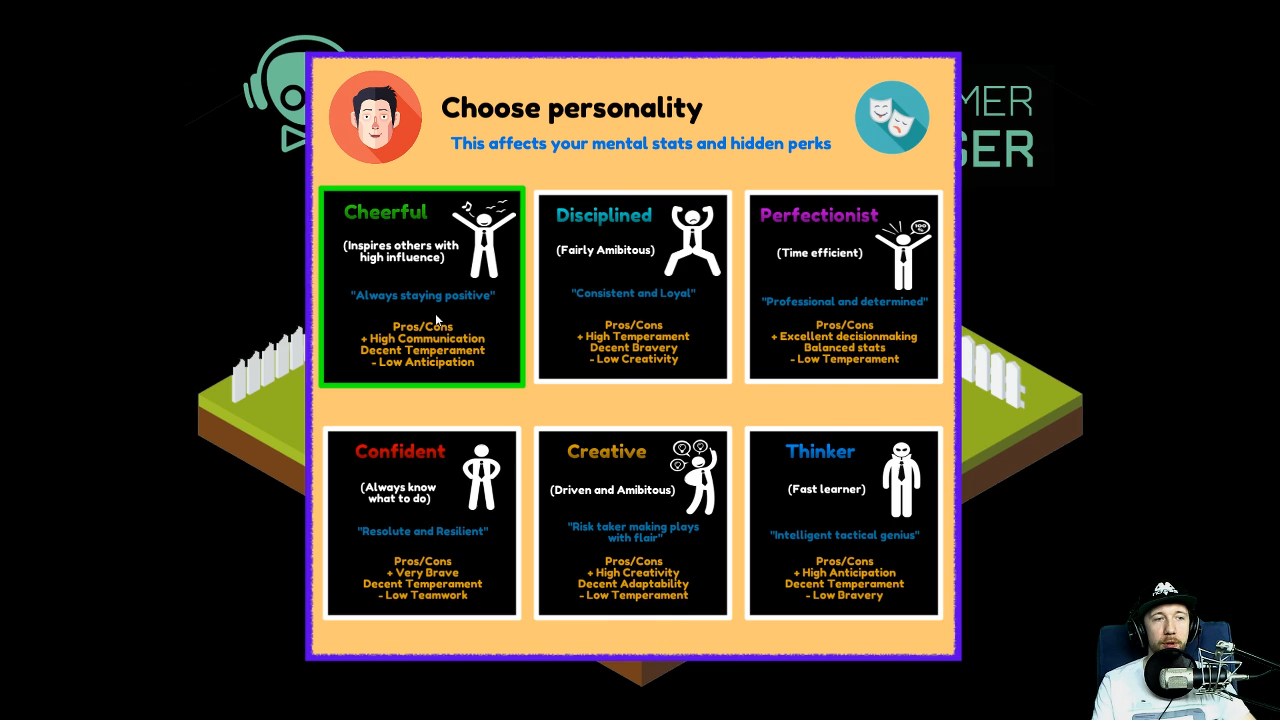 MER
GER
Choose personality
This affects your mental stats and hidden perks
Cheerful
(Inspires others with
high influence)
"Always staying positive"
Pros/Cons
+ High Communication
Decent Temperament
- Low Anticipation
Disciplined
(Fairly Amibitous)
"Consistent and Loyal"
Pros/Cons
+ High Temperament
Decent Bravery
- Low Creativity
Perfectionist
(Time efficient)
"Professional and determined"
Pros/Cons
+ Excellent decisionmaking
Balanced stats
- Low Temperament
Confident
(Always know
what to do)
"Resolute and Resilient"
Pros/Cons
+ Very Brave
Decent Temperament
- Low Teamwork
Creative
(Driven and Amibitous)
"Risk taker making plays
with flair"
Pros/Cons
+ High Creativity
Decent Adaptability
- Low Temperament
Thinker
(Fast learner)
"Intelligent tactical genius"
Pros/Cons
+ High Anticipation
Decent Temperament
- Low Bravery